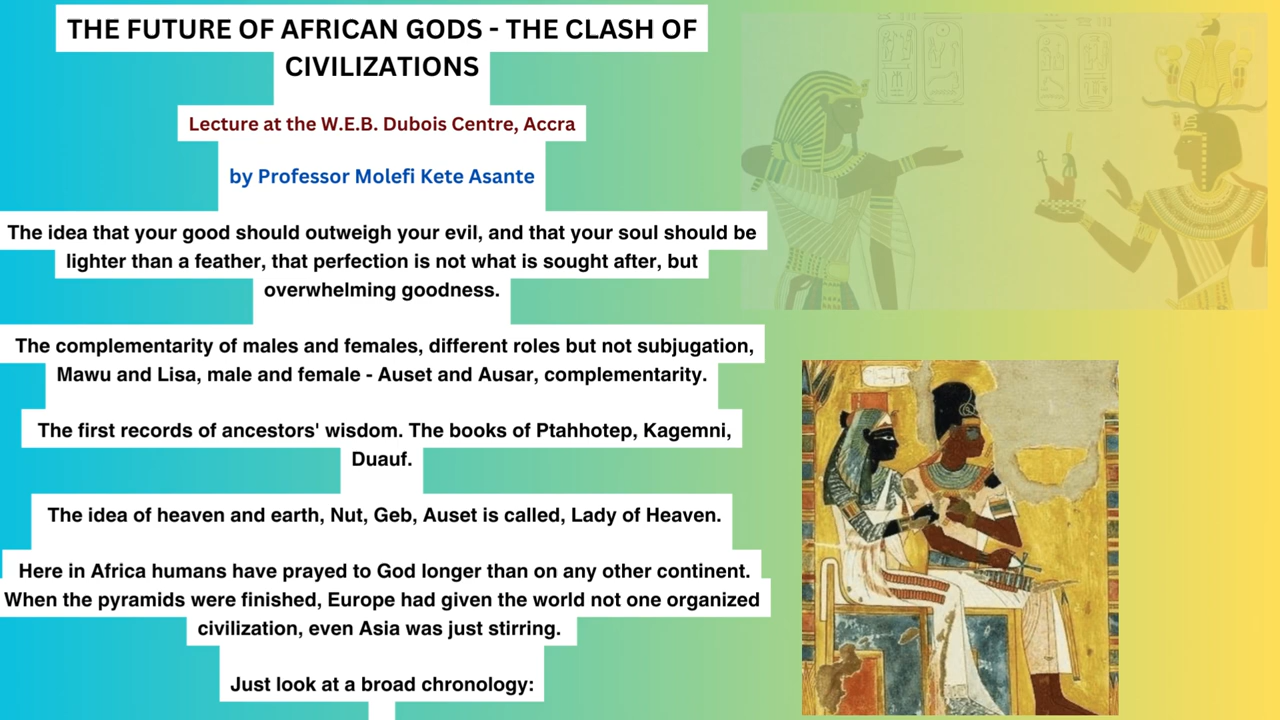 THE FUTURE OF AFRICAN GODS - THE CLASH OF
CIVILIZATIONS
Lecture at the W.E.B. Dubois Centre, Accra
by Professor Molefi Kete Asante
The idea that your good should outweigh your evil, and that your soul should be
lighter than a feather, that perfection is not what is sought after, but
overwhelming goodness.
The complementarity of males and females, different roles but not subjugation,
Mawu and Lisa, male and female - Auset and Ausar, complementarity.
The first records of ancestors' wisdom. The books of Ptahhotep, Kagemni,
Duauf.
The idea of heaven and earth, Nut, Geb, Auset is called, Lady of Heaven.
Here in Africa humans have prayed to God longer than on any other continent.
When the pyramids were finished, Europe had given the world not one organized
civilization, even Asia was just stirring.
Just look at a broad chronology: